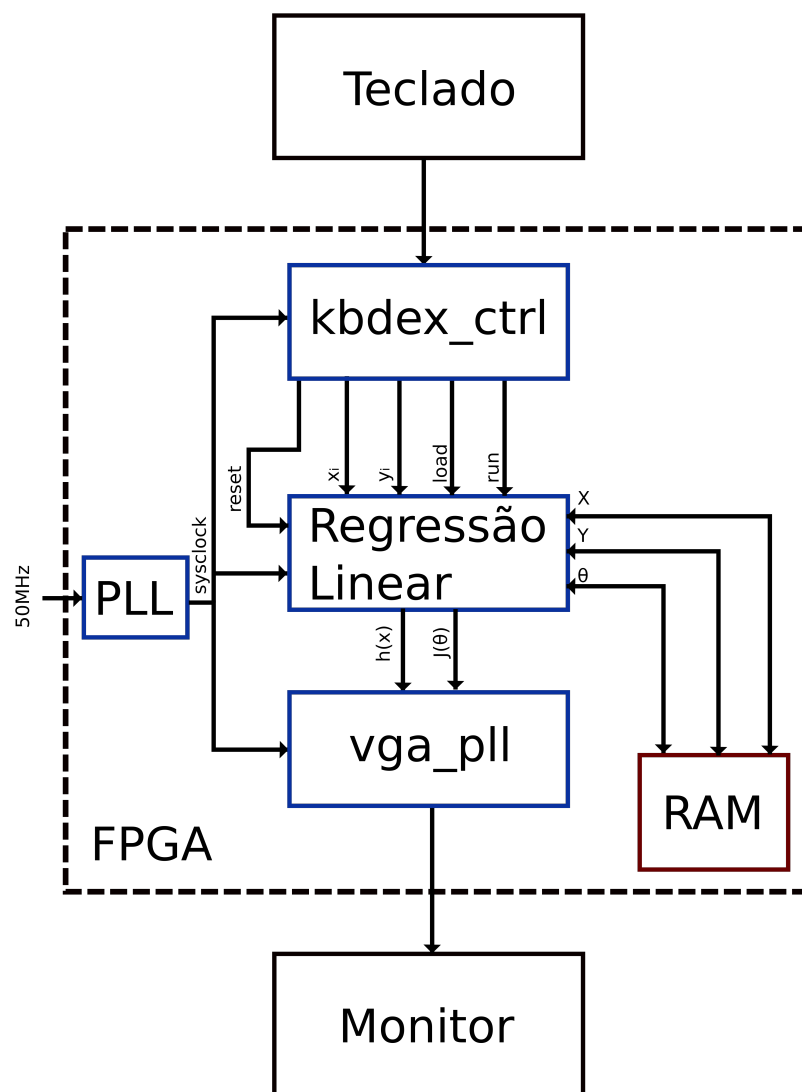 Teclado
kbdex_ctrl
reset
xᵢ
yᵢ
load
run
Regressão
Linear
X
Y
θ
sysclock
50MHz
PLL
h(x)
J(θ)
vga_pll
RAM
FPGA
Monitor